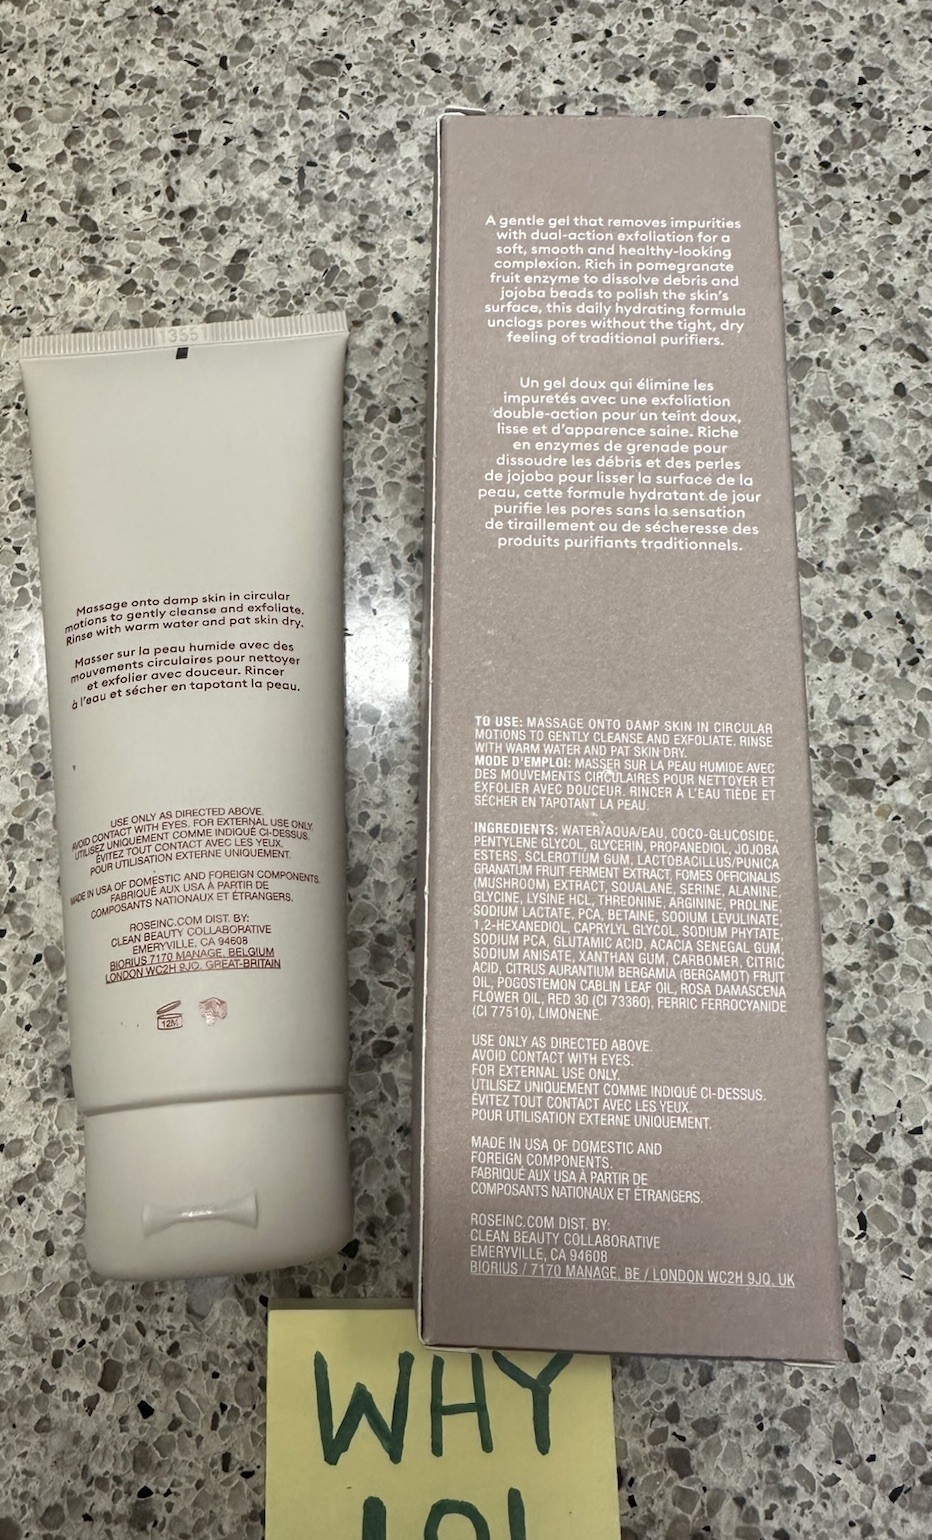 1355
Massage onto damp skin in circular
motions to gently cleanse and exfoliate.
Rinse with warm water and pat skin dry.
Masser sur la peau humide avec des
mouvements circulaires pour nettoyer
et exfolier avec douceur. Rincer
à l'eau et sécher en tapotant la peau.
USE ONLY AS DIRECTED ABOVE.
AVOID CONTACT WITH EYES. FOR EXTERNAL USE ONLY.
UTILISEZ UNIQUEMENT COMME INDIQUÉ CI-DESSUS.
ÉVITEZ TOUT CONTACT AVEC LES YEUX.
POUR UTILISATION EXTERNE UNIQUEMENT.
MADE IN USA OF DOMESTIC AND FOREIGN COMPONENTS.
FABRIQUÉ AUX USA À PARTIR DE
COMPOSANTS NATIONAUX ET ÉTRANGERS.
ROSEINC.COM DIST. BY:
CLEAN BEAUTY COLLABORATIVE
EMERYVILLE, CA 94608
BIORIUS 7170 MANAGE, BELGIUM
LONDON WC2H 9JQ, GREAT-BRITAIN
12M
A gentle gel that removes impurities
with dual-action exfoliation for a
soft, smooth and healthy-looking
complexion. Rich in pomegranate
fruit enzyme to dissolve debris and
jojoba beads to polish the skin's
surface, this daily hydrating formula
unclogs pores without the tight, dry
feeling of traditional purifiers.
Un gel doux qui élimine les
impuretés avec une exfoliation
double-action pour un teint doux,
lisse et d'apparence saine. Riche
en enzymes de grenade pour
dissoudre les débris et des perles
de jojoba pour lisser la surface de la
peau, cette formule hydratant de jour
purifie les pores sans la sensation
de tiraillement ou de sécheresse des
produits purifiants traditionnels.
TO USE: MASSAGE ONTO DAMP SKIN IN CIRCULAR
MOTIONS TO GENTLY CLEANSE AND EXFOLIATE. RINSE
WITH WARM WATER AND PAT SKIN DRY.
MODE D'EMPLOI: MASSER SUR LA PEAU HUMIDE AVEC
DES MOUVEMENTS CIRCULAIRES POUR NETTOYER ET
EXFOLIER AVEC DOUCEUR. RINCER À L'EAU TIÈDE ET
SÉCHER EN TAPOTANT LA PEAU.
INGREDIENTS: WATER/AQUA/EAU, COCO-GLUCOSIDE,
PENTYLENE GLYCOL, GLYCERIN, PROPANEDIOL, JOJOBA
ESTERS, SCLEROTIUM GUM, LACTOBACILLUS/PUNICA
GRANATUM FRUIT FERMENT EXTRACT, FOMES OFFICINALIS
(MUSHROOM) EXTRACT, SQUALANE, SERINE, ALANINE,
GLYCINE, LYSINE HCL, THREONINE, ARGININE, PROLINE,
SODIUM LACTATE, PCA, BETAINE, SODIUM LEVULINATE,
1,2-HEXANEDIOL, CAPRYLYL GLYCOL, SODIUM PHYTATE,
SODIUM PCA, GLUTAMIC ACID, ACACIA SENEGAL GUM,
SODIUM ANISATE, XANTHAN GUM, CARBOMER, CITRIC
ACID, CITRUS AURANTIUM BERGAMIA (BERGAMOT) FRUIT
OIL, POGOSTEMON CABLIN LEAF OIL, ROSA DAMASCENA
FLOWER OIL, RED 30 (CI 73360), FERRIC FERROCYANIDE
(CI 77510), LIMONENE.
USE ONLY AS DIRECTED ABOVE.
AVOID CONTACT WITH EYES.
FOR EXTERNAL USE ONLY.
UTILISEZ UNIQUEMENT COMME INDIQUÉ CI-DESSUS.
ÉVITEZ TOUT CONTACT AVEC LES YEUX.
POUR UTILISATION EXTERNE UNIQUEMENT.
MADE IN USA OF DOMESTIC AND
FOREIGN COMPONENTS.
FABRIQUÉ AUX USA À PARTIR DE
COMPOSANTS NATIONAUX ET ÉTRANGERS.
ROSEINC.COM DIST. BY:
CLEAN BEAUTY COLLABORATIVE
EMERYVILLE, CA 94608
BIORIUS / 7170 MANAGE, BE / LONDON WC2H 9JQ, UK
WHY